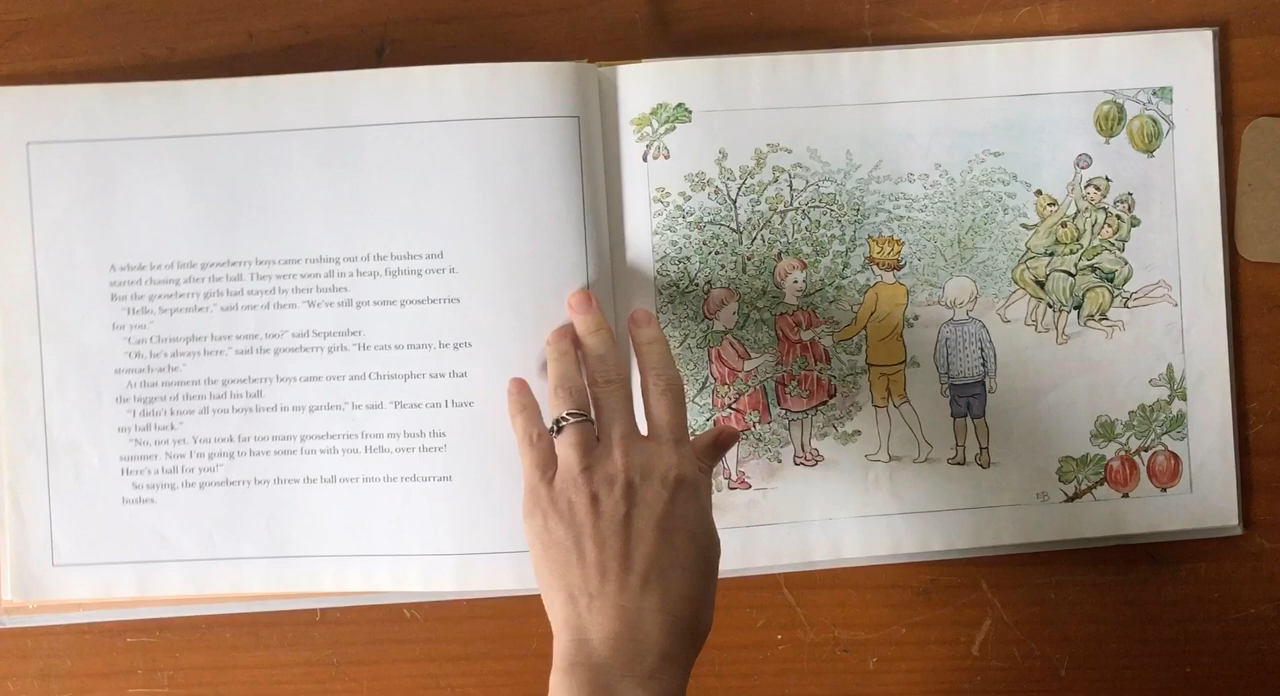 A whole lot of little gooseberry boys came rushing out of the bushes and
started chasing after the ball. They were soon all in a heap, fighting over it.
But the gooseberry girls had stayed by their bushes.
"Hello, September," said one of them. "We've still got some gooseberries
for you."
"Can Christopher have some, too?" said September.
"Oh, he's always here," said the gooseberry girls. "He eats so many, he gets
stomach-ache."
At that moment the gooseberry boys came over and Christopher saw that
the biggest of them had his ball.
"I didn't know all you boys lived in my garden," he said. "Please can I have
my ball back."
"No, not yet. You took far too many gooseberries from my bush this
summer. Now I'm going to have some fun with you. Hello, over there!
Here's a ball for you!"
So saying, the gooseberry boy threw the ball over into the redcurrant
bushes.
EB